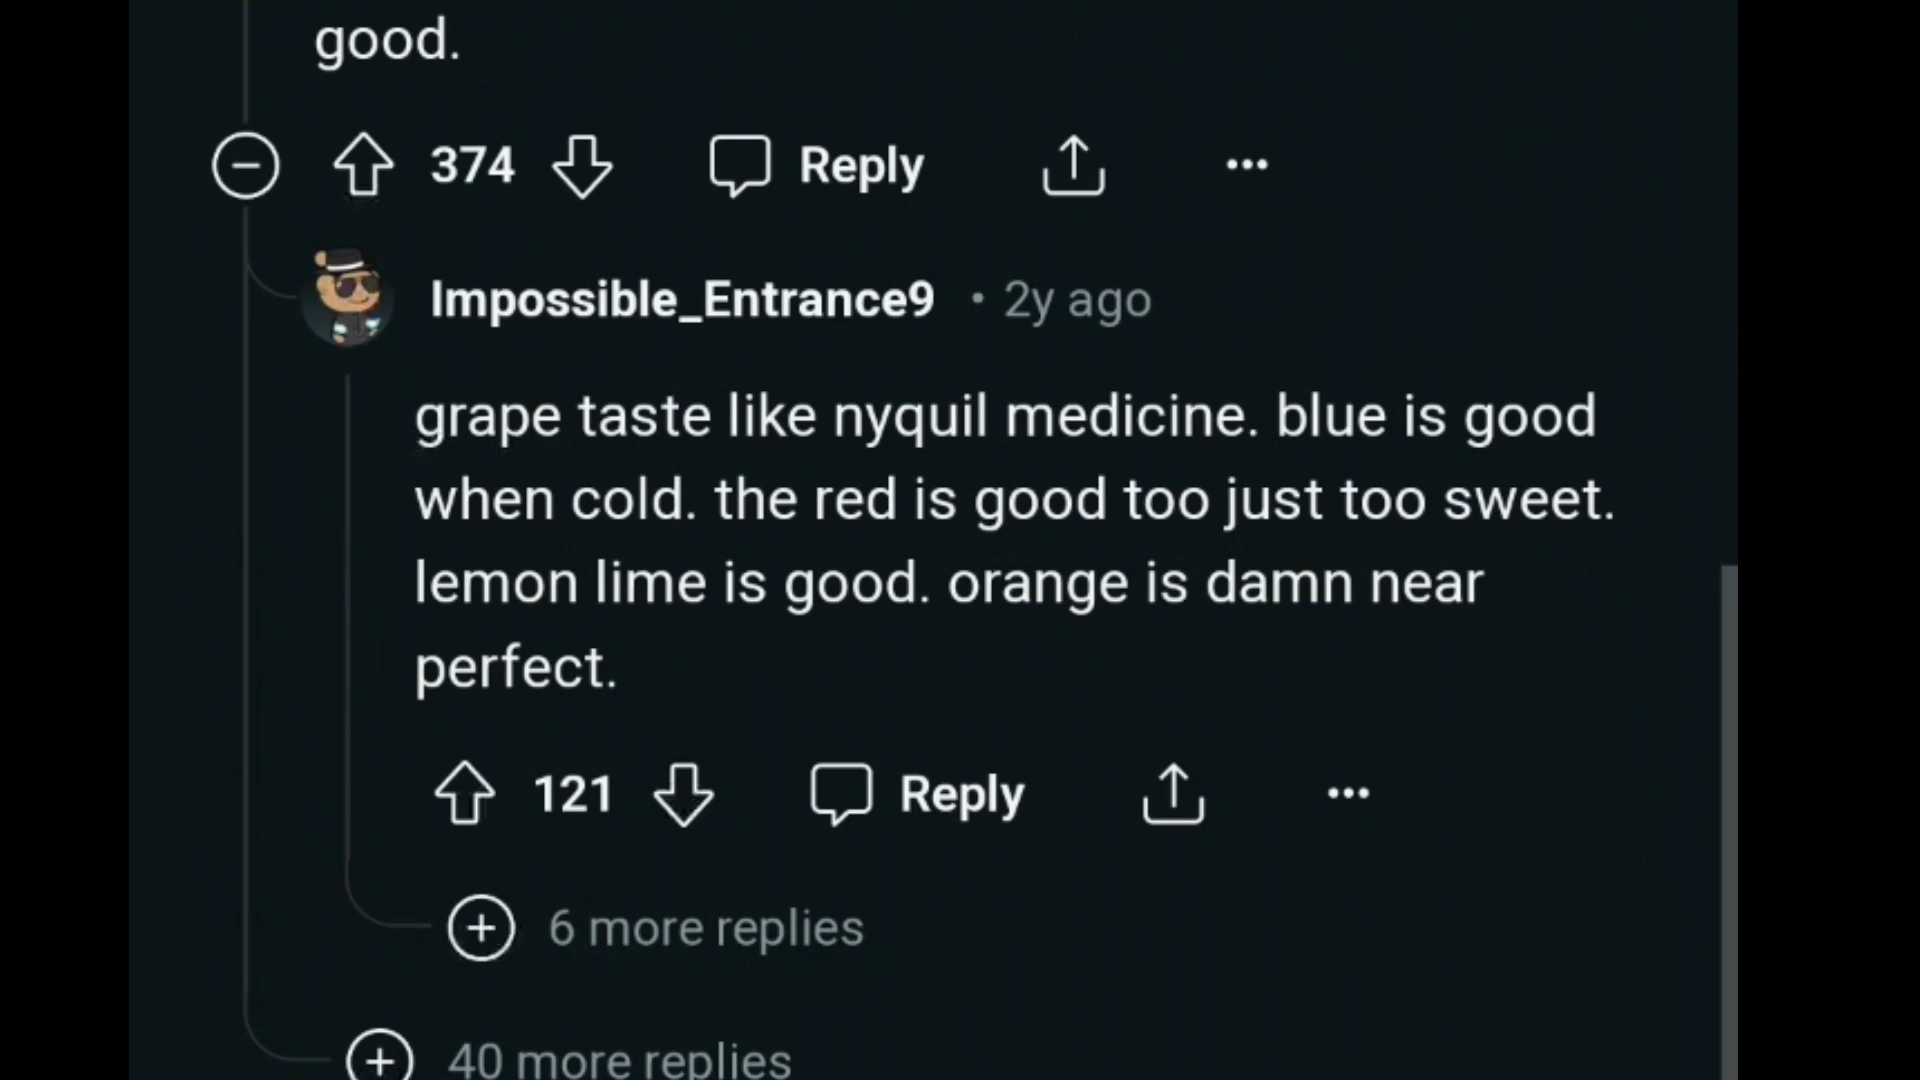 good.
374 Reply ...
Impossible_Entrance9 • 2y ago
grape taste like nyquil medicine. blue is good
when cold. the red is good too just too sweet.
lemon lime is good. orange is damn near
perfect.
121 Reply ...
6 more replies
40 more replies